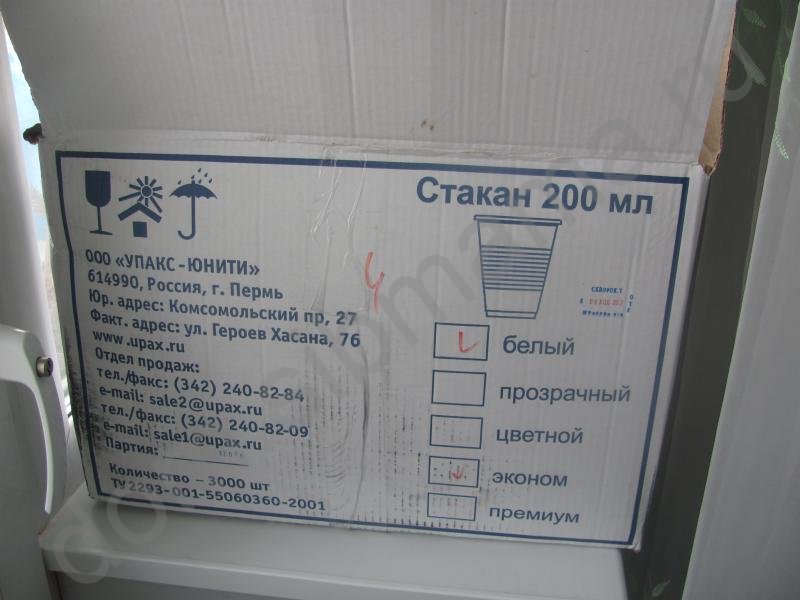 Стакан 200 мл
ООО «УПАКС-ЮНИТИ»
614990, Россия, г. Пермь
Юр. адрес: Комсомольский пр, 27
Факт. адрес: ул. Героев Хасана, 76
www.upax.ru
Отдел продаж:
тел./факс: (342) 240-82-84
e-mail: sale2@upax.ru
тел./факс: (342) 240-82-09
e-mail: sale1@upax.ru
Партия:
Количество – 3000 шт
ТУ 2293-001-55060360-2001
белый
прозрачный
цветной
эконом
премиум